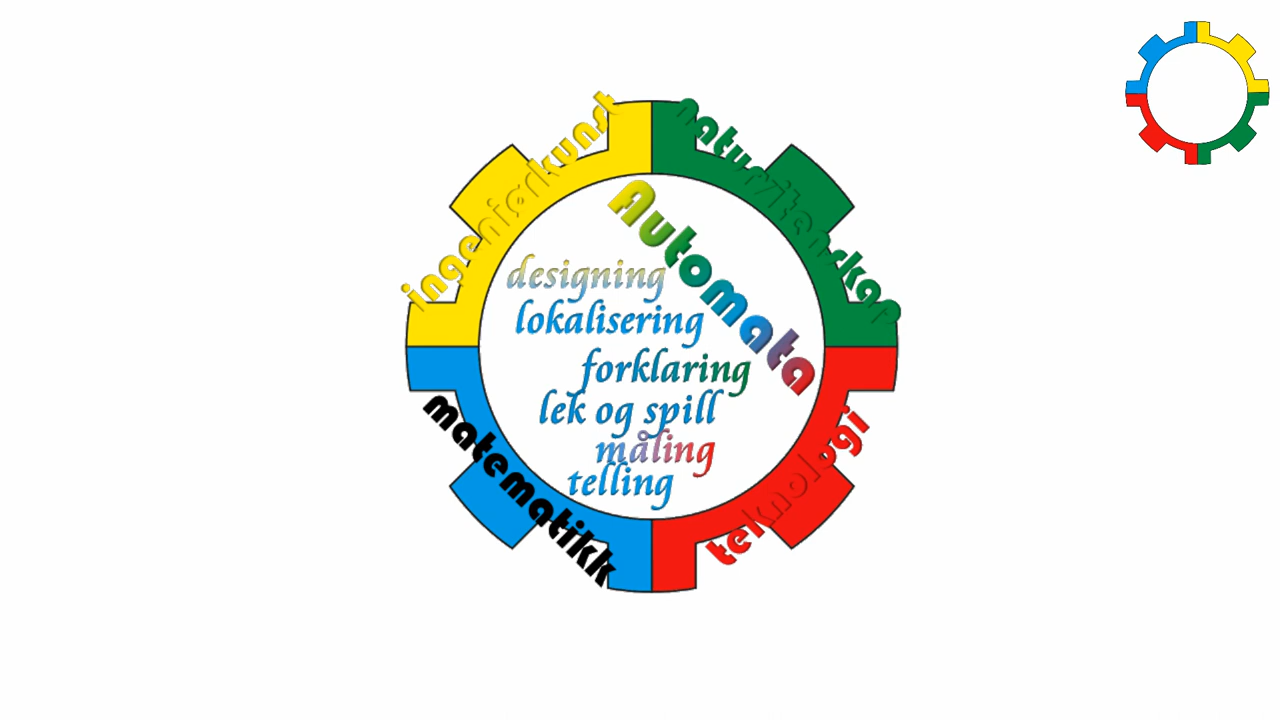 ingeniørkunst
naturvitenskap
Automata
designing
lokalisering
forklaring
lek og spill
måling
telling
matematikk
teknologi